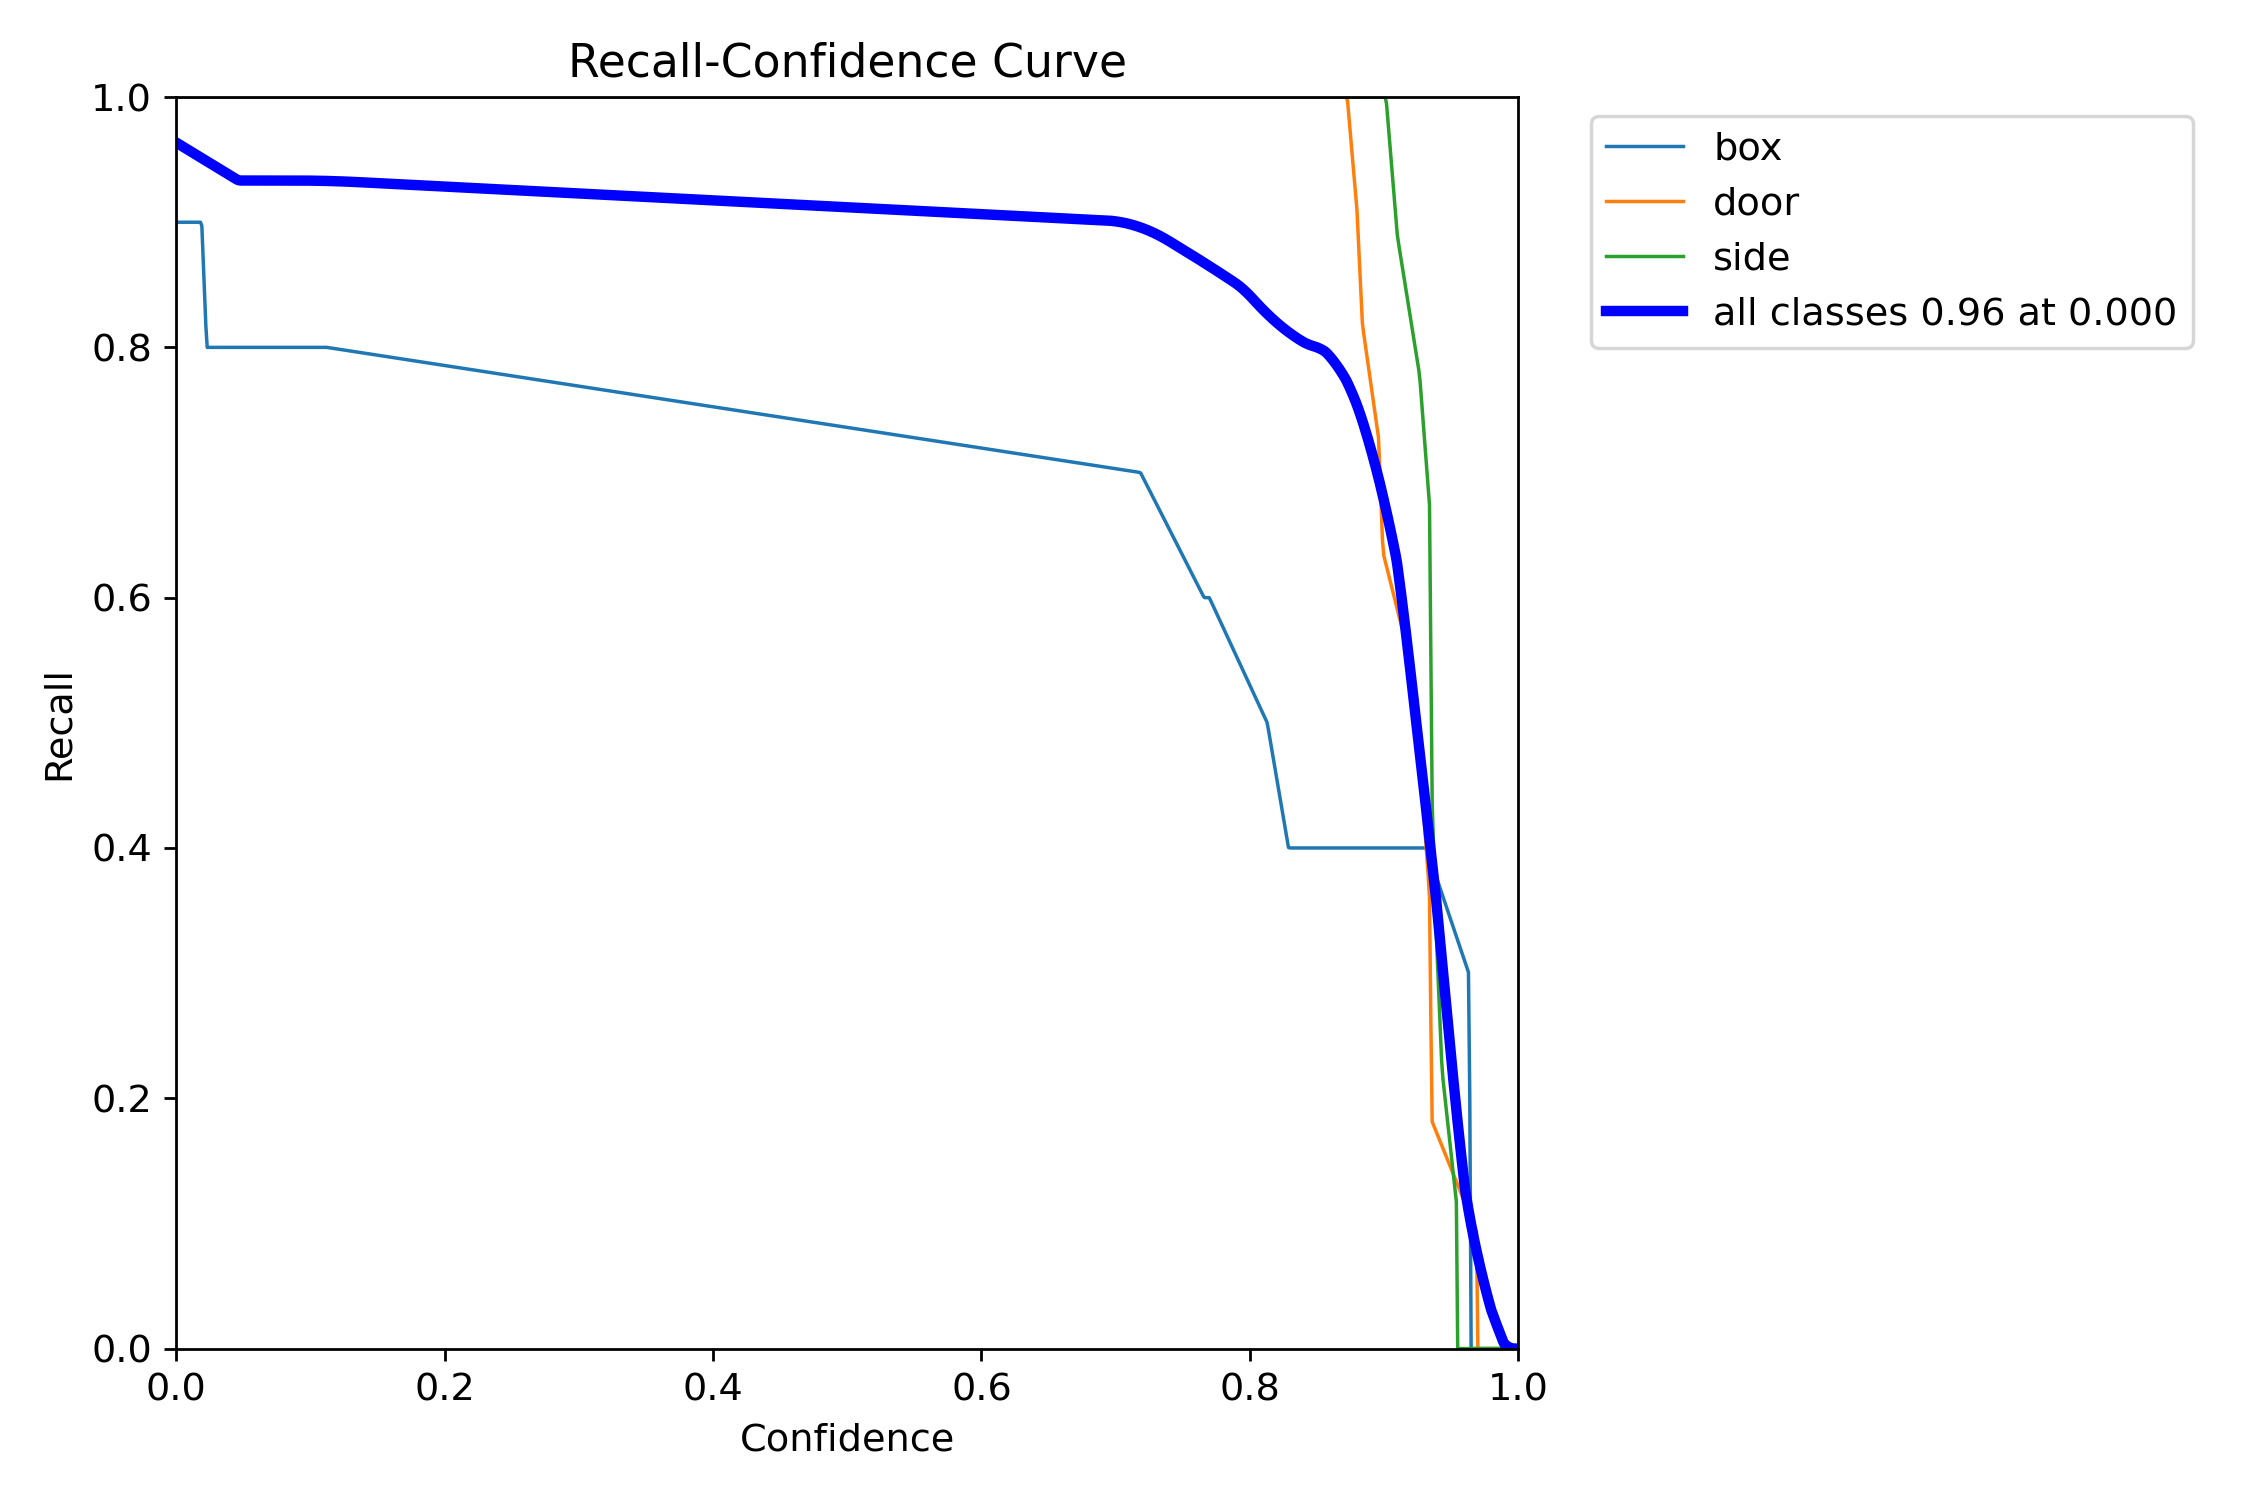 Recall-Confidence Curve
1.0
0.8
0.6
0.4
0.2
0.0
Recall
0.0 0.2 0.4 0.6 0.8 1.0
Confidence
box
door
side
all classes 0.96 at 0.000